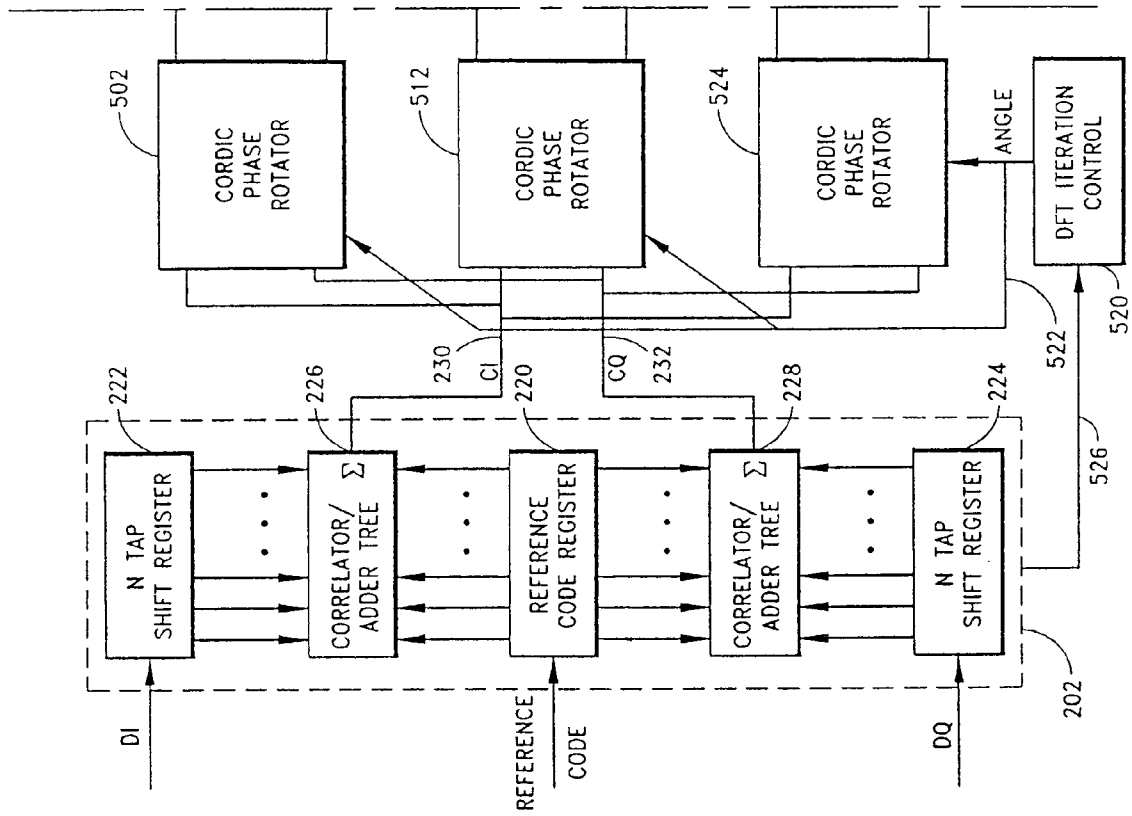 502
CORDIC
PHASE
ROTATOR
512
CORDIC
PHASE
ROTATOR
524
CORDIC
PHASE
ROTATOR
ANGLE
DFT ITERATION
CONTROL
520
522
526
230
CI
CQ
232
222
N TAP
SHIFT REGISTER
226
CORRELATOR/
ADDER TREE
Σ
220
REFERENCE
CODE REGISTER
228
CORRELATOR/
ADDER TREE
Σ
224
N TAP
SHIFT REGISTER
202
DI
REFERENCE
CODE
DQ